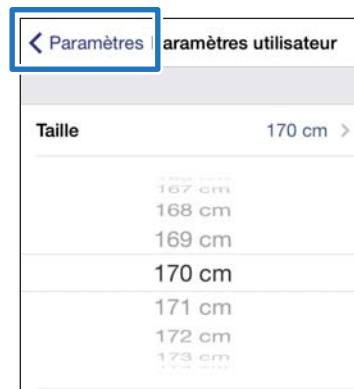 Paramètres aramètres utilisateur
Taille 170 cm
167 cm
168 cm
169 cm
170 cm
171 cm
172 cm
173 cm